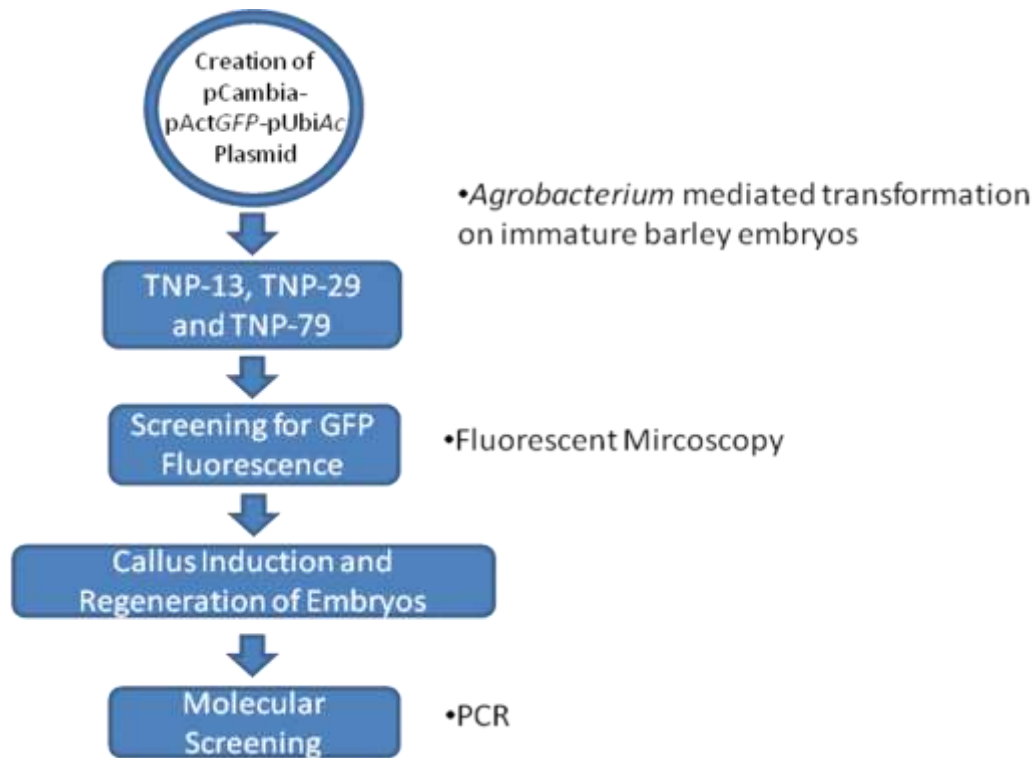 Creation of
pCambia-
pActGFP-pUbiAc
Plasmid
•Agrobacterium mediated transformation
on immature barley embryos
TNP-13, TNP-29
and TNP-79
Screening for GFP
Fluorescence
•Fluorescent Mircoscopy
Callus Induction and
Regeneration of Embryos
Molecular
Screening
•PCR